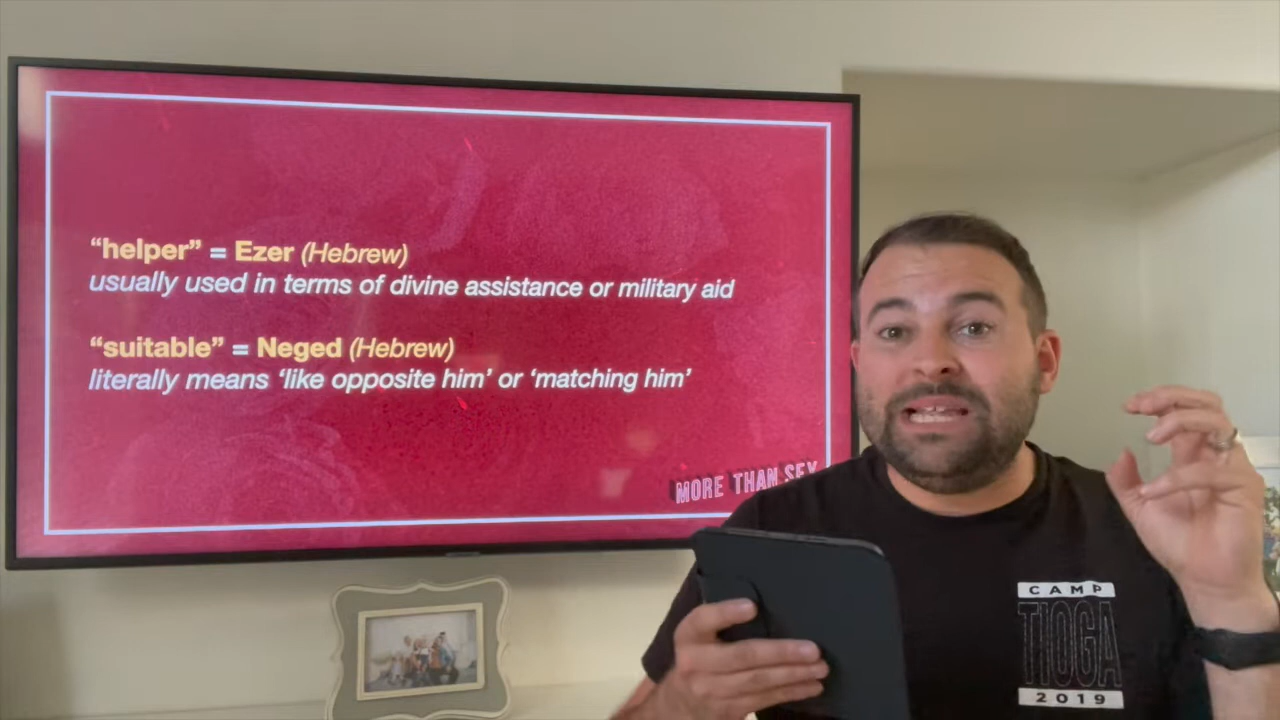 “helper” = Ezer (Hebrew)
usually used in terms of divine assistance or military aid
“suitable” = Neged (Hebrew)
literally means ‘like opposite him’ or ‘matching him’
MORE THAN SEX
CAMP
TIOGA
2019